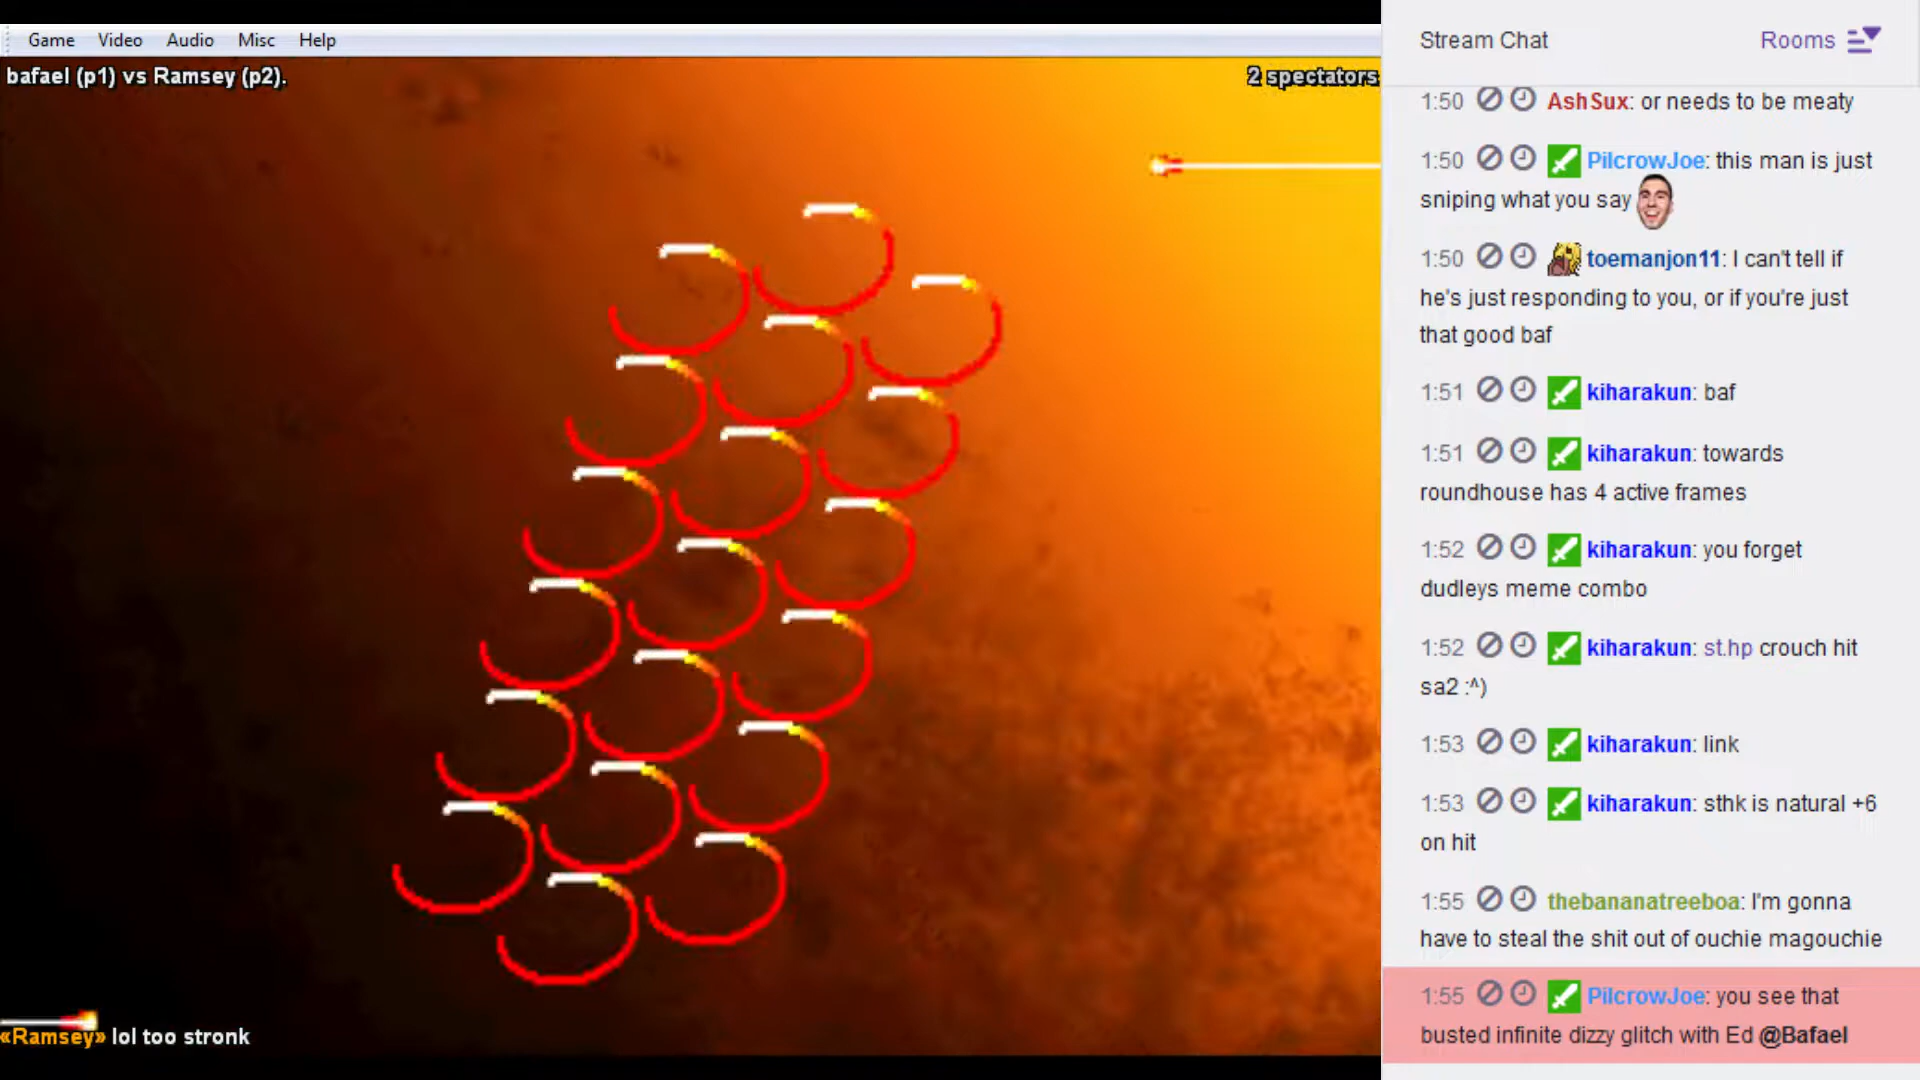 Game Video Audio Misc Help
bafael (p1) vs Ramsey (p2).
2 spectators
«Ramsey» lol too stronk
Stream Chat
Rooms
1:50 AshSux: or needs to be meaty
1:50 PilcrowJoe: this man is just
sniping what you say
1:50 toemanjon11: I can't tell if
he's just responding to you, or if you're just
that good baf
1:51 kiharakun: baf
1:51 kiharakun: towards
roundhouse has 4 active frames
1:52 kiharakun: you forget
dudleys meme combo
1:52 kiharakun: st.hp crouch hit
sa2 :^)
1:53 kiharakun: link
1:53 kiharakun: sthk is natural +6
on hit
1:55 thebananatreeboa: I'm gonna
have to steal the shit out of ouchie magouchie
1:55 PilcrowJoe: you see that
busted infinite dizzy glitch with Ed @Bafael